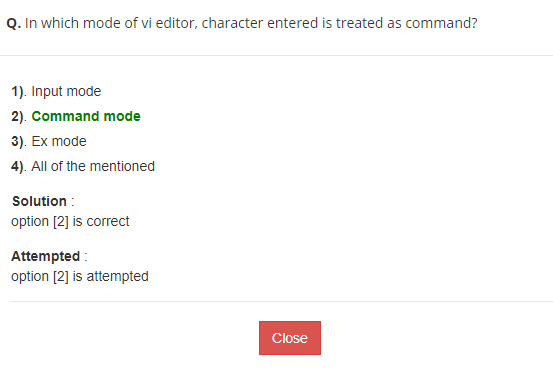 Q. In which mode of vi editor, character entered is treated as command?
1). Input mode
2). Command mode
3). Ex mode
4). All of the mentioned
Solution :
option [2] is correct
Attempted :
option [2] is attempted
Close